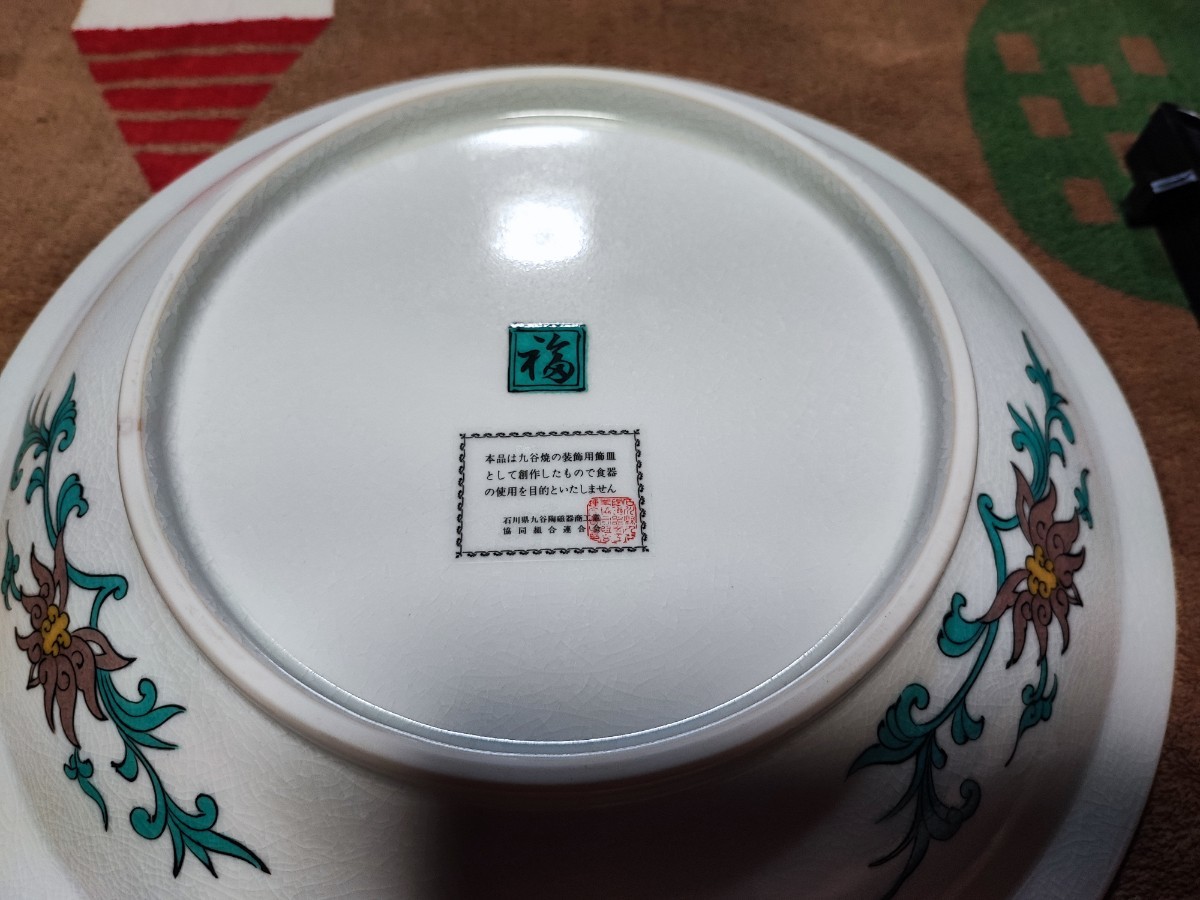 福
本品は九谷焼の装飾用飾皿
として創作したもので食器
の使用を目的といたしません
石川県九谷陶磁器商工業
協同組合連合会